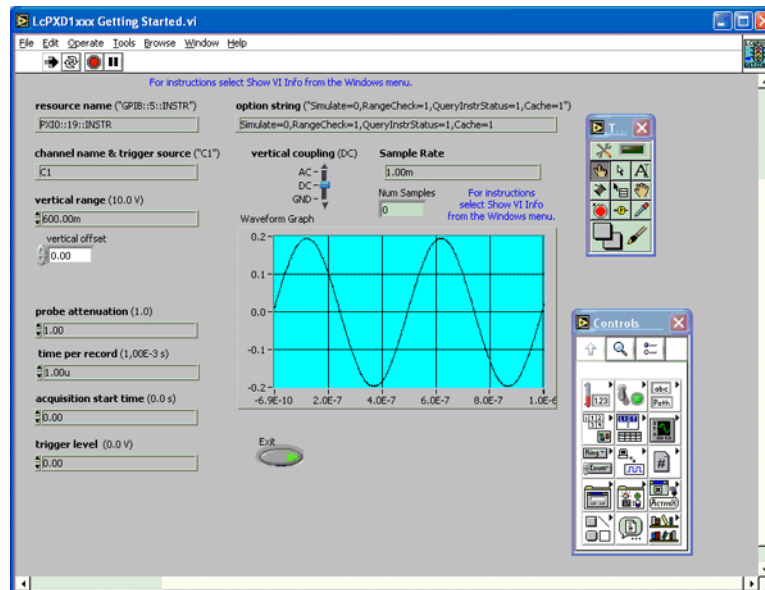 LcPXD1xxx Getting Started.vi
File Edit Operate Tools Browse Window Help
For instructions select Show VI Info from the Windows menu.
resource name ("GPIB::5::INSTR")
PXI0::19::INSTR
option string ("Simulate=0,RangeCheck=1,QueryInstrStatus=1,Cache=1")
Simulate=0,RangeCheck=1,QueryInstrStatus=1,Cache=1
channel name & trigger source ("C1")
C1
vertical coupling (DC)
AC
DC
GND
Sample Rate
1.00m
vertical range (10.0 V)
600.00m
Num Samples
0
For instructions
select Show VI Info
from the Windows menu.
vertical offset
0.00
Waveform Graph
0.2
0.1
0.0
-0.1
-0.2
-6.9E-10 2.0E-7 4.0E-7 6.0E-7 8.0E-7 1.0E-6
probe attenuation (1.0)
1.00
time per record (1,00E-3 s)
1.00u
acquisition start time (0.0 s)
0.00
trigger level (0.0 V)
0.00
Exit
T...
A
Controls
1.23
abc
Path
Ring
Enum
#
ActiveX